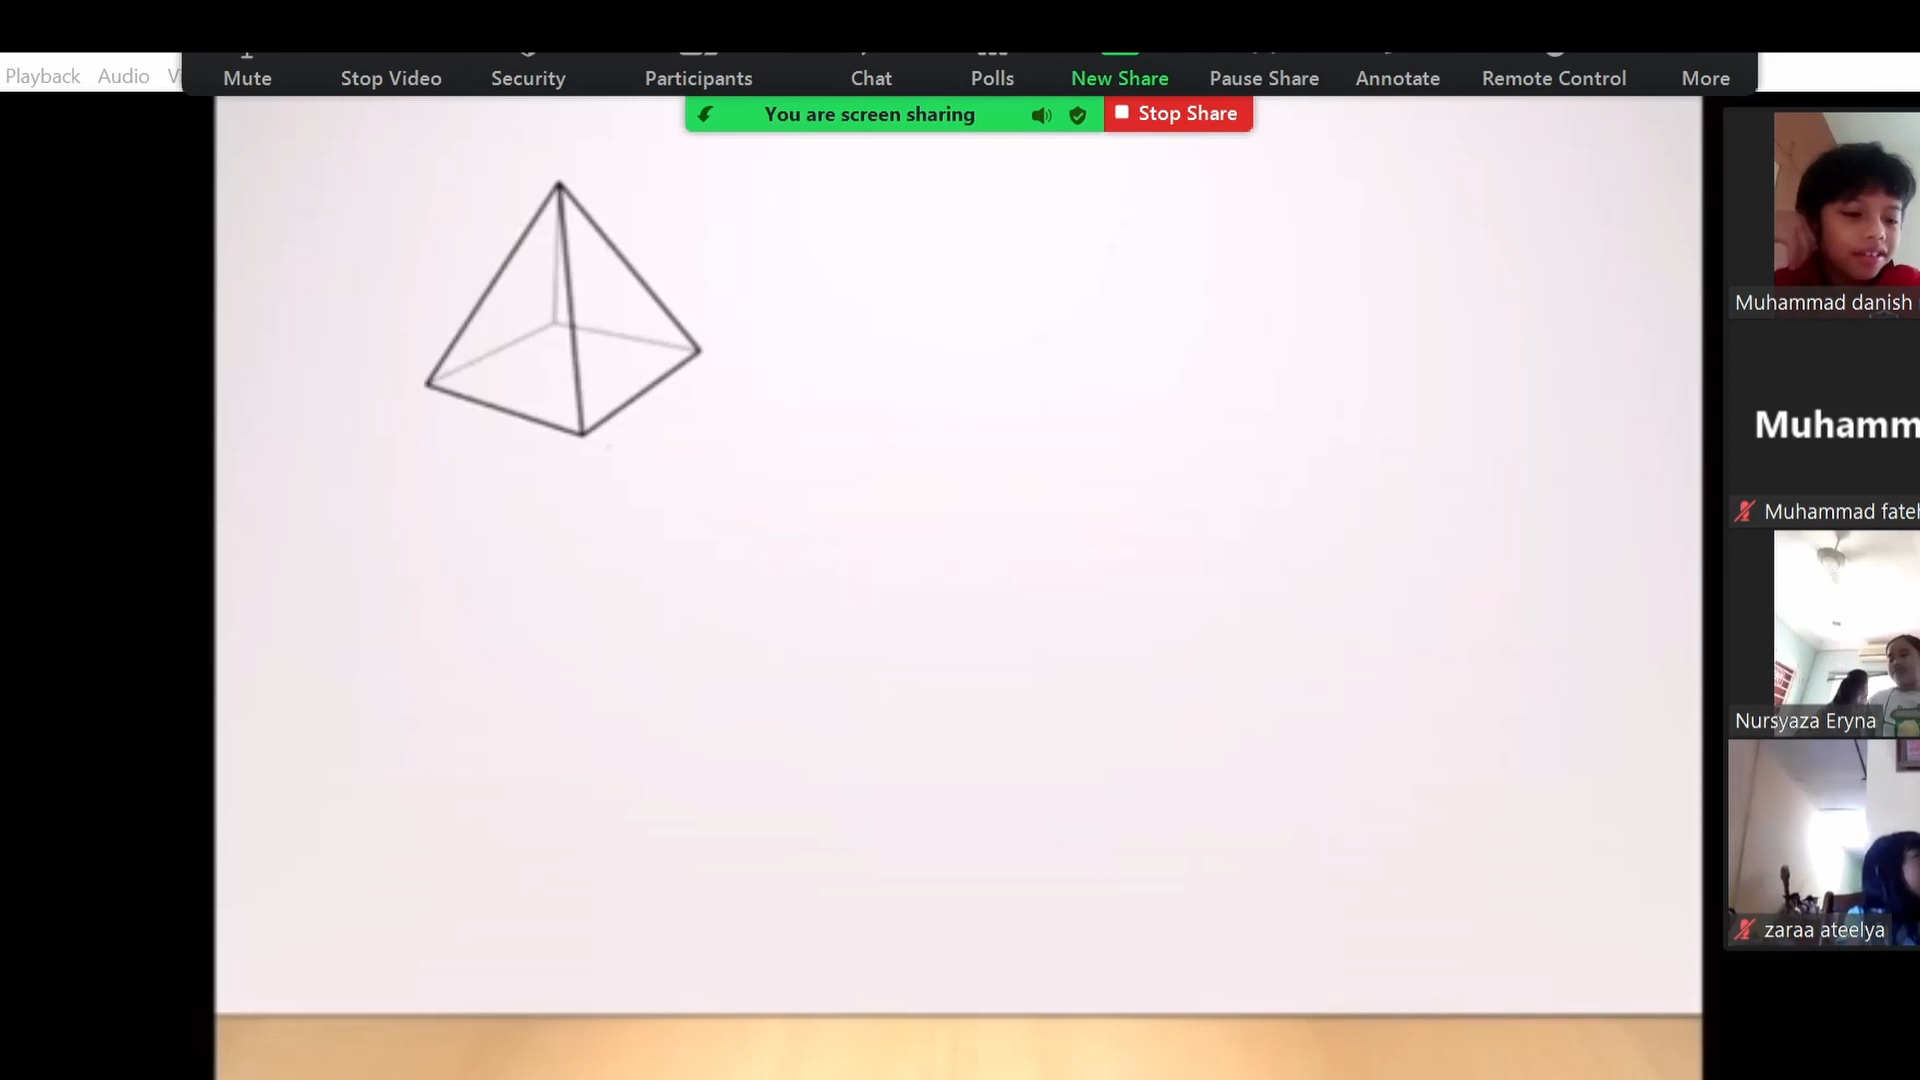 Playback Audio
Mute Stop Video Security Participants Chat Polls New Share Pause Share Annotate Remote Control More
You are screen sharing Stop Share
Muhammad danish
Muhamm
Muhammad fateh
Nursyaza Eryna
zaraa ateelya